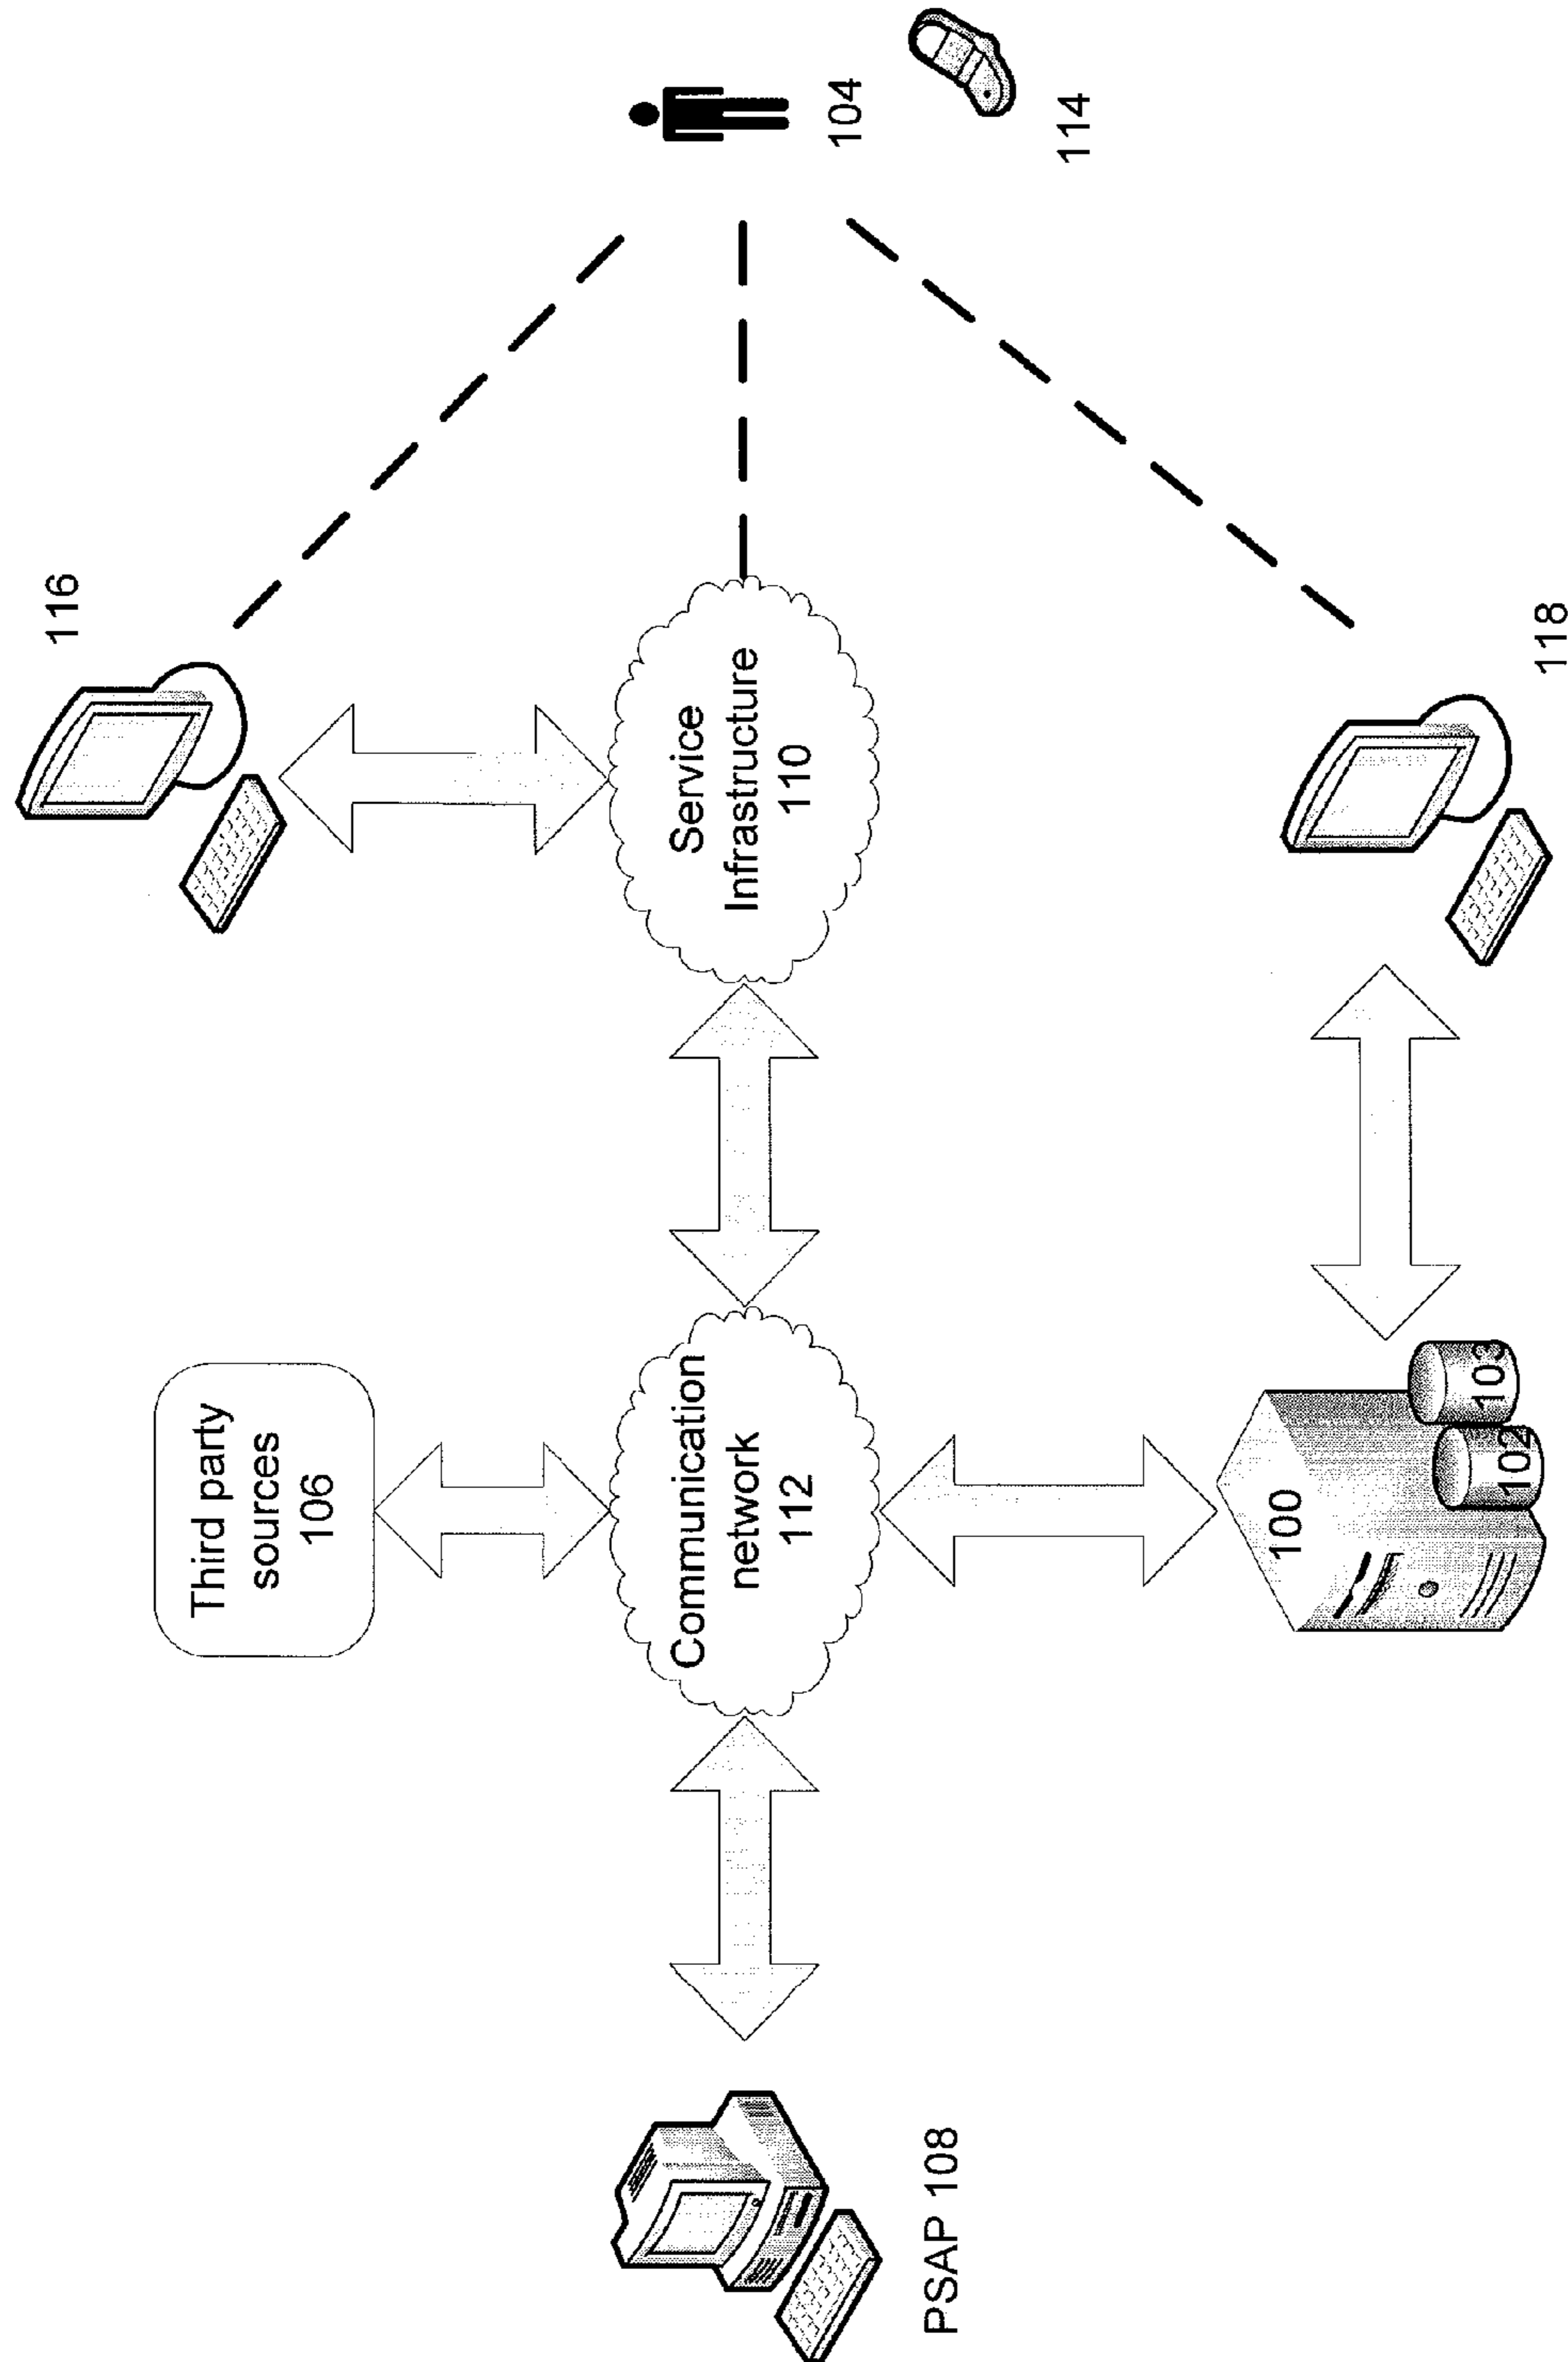 Third party
sources
106
116
PSAP 108
Communication
network
112
Service
Infrastructure
110
104
114
100
102
103
118